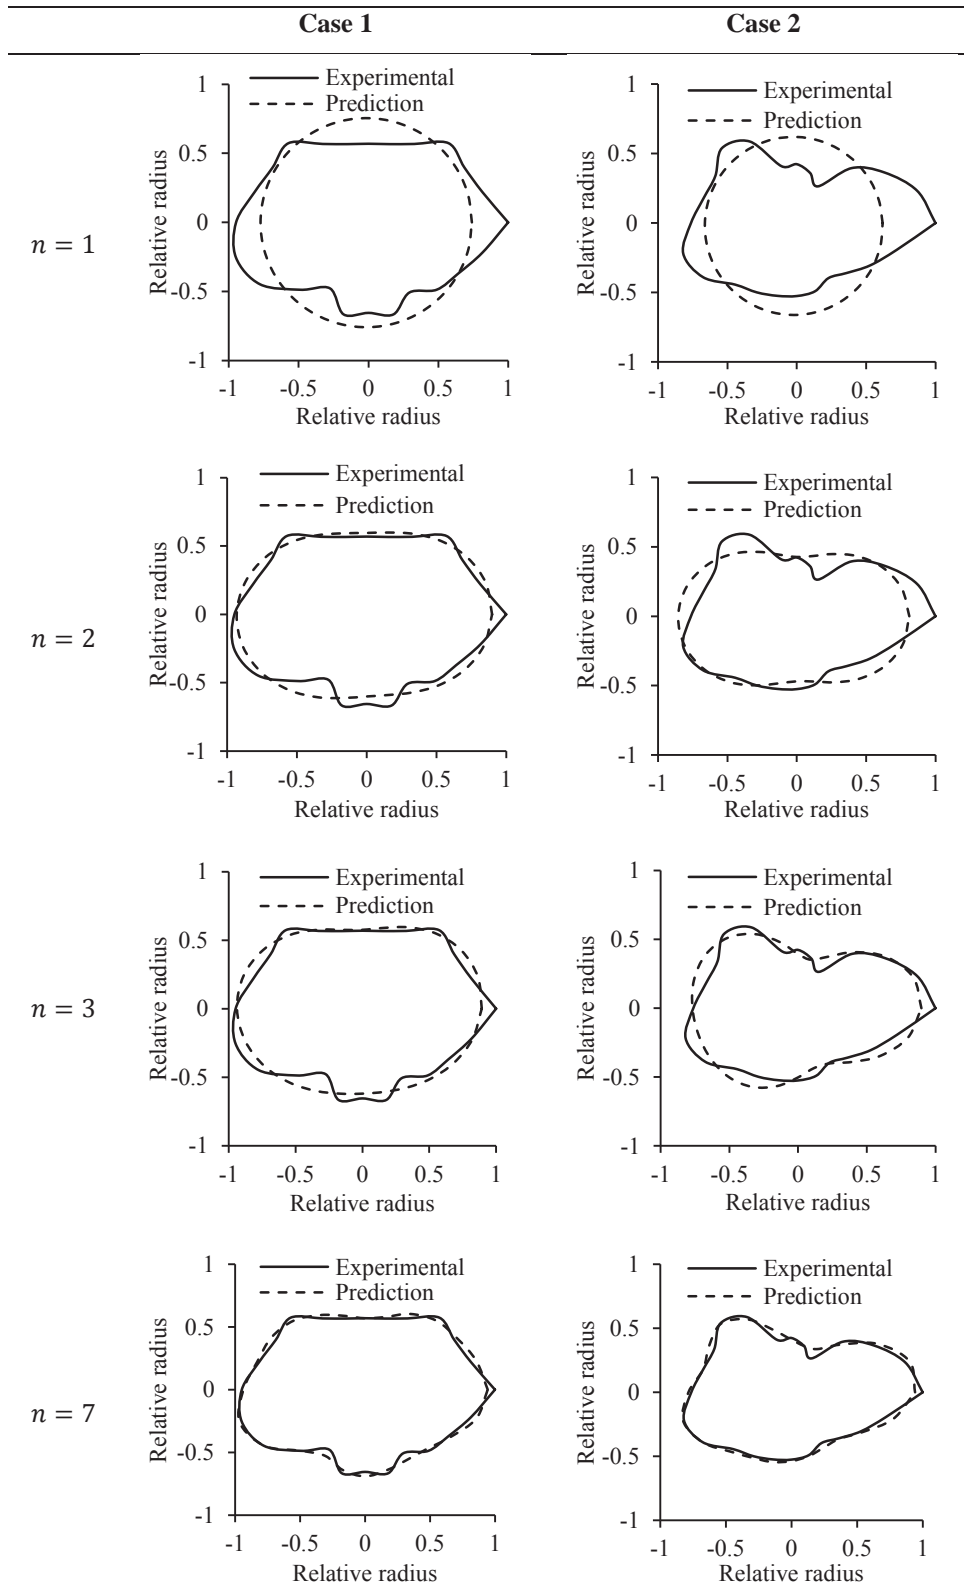 Case 1 Case 2
n = 1
Experimental
Prediction
1
0.5
0
-0.5
-1
-1 -0.5 0 0.5 1
Relative radius
Relative radius
Experimental
Prediction
1
0.5
0
-0.5
-1
-1 -0.5 0 0.5 1
Relative radius
Relative radius
n = 2
Experimental
Prediction
1
0.5
0
-0.5
-1
-1 -0.5 0 0.5 1
Relative radius
Relative radius
Experimental
Prediction
1
0.5
0
-0.5
-1
-1 -0.5 0 0.5 1
Relative radius
Relative radius
n = 3
Experimental
Prediction
1
0.5
0
-0.5
-1
-1 -0.5 0 0.5 1
Relative radius
Relative radius
Experimental
Prediction
1
0.5
0
-0.5
-1
-1 -0.5 0 0.5 1
Relative radius
Relative radius
n = 7
Experimental
Prediction
1
0.5
0
-0.5
-1
-1 -0.5 0 0.5 1
Relative radius
Relative radius
Experimental
Prediction
1
0.5
0
-0.5
-1
-1 -0.5 0 0.5 1
Relative radius
Relative radius